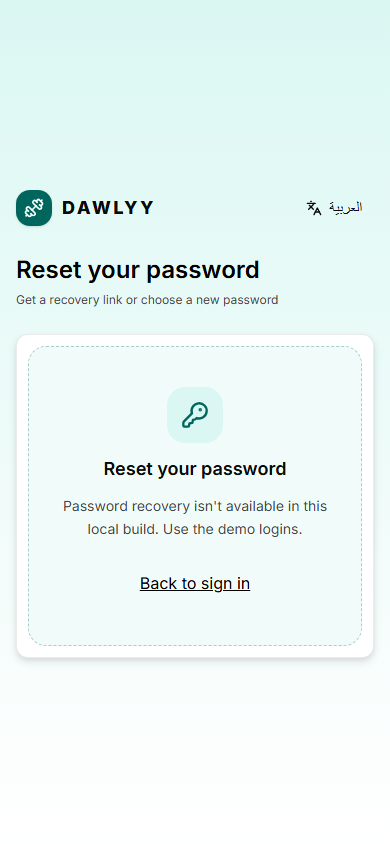 DAWLYY
العربية
Reset your password
Get a recovery link or choose a new password
Reset your password
Password recovery isn't available in this
local build. Use the demo logins.
Back to sign in